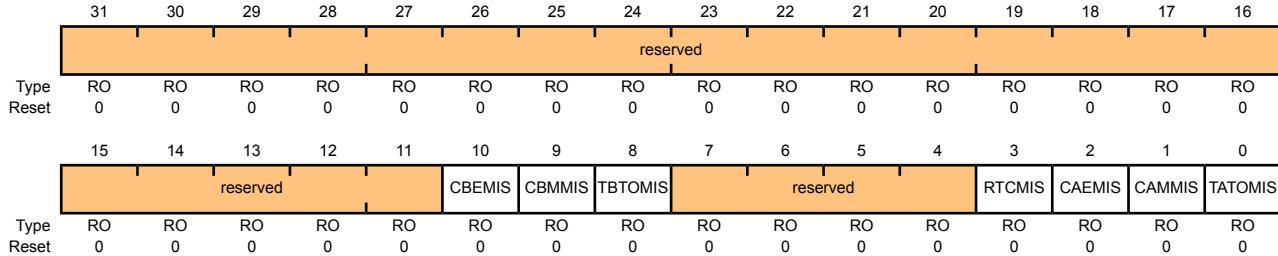 31 30 29 28 27 26 25 24 23 22 21 20 19 18 17 16
reserved
Type RO RO RO RO RO RO RO RO RO RO RO RO RO RO RO RO
Reset 0 0 0 0 0 0 0 0 0 0 0 0 0 0 0 0
15 14 13 12 11 10 9 8 7 6 5 4 3 2 1 0
reserved CBEMIS CBMMIS TBTOMIS reserved RTCMIS CAEMIS CAMMIS TATOMIS
Type RO RO RO RO RO RO RO RO RO RO RO RO RO RO RO RO
Reset 0 0 0 0 0 0 0 0 0 0 0 0 0 0 0 0